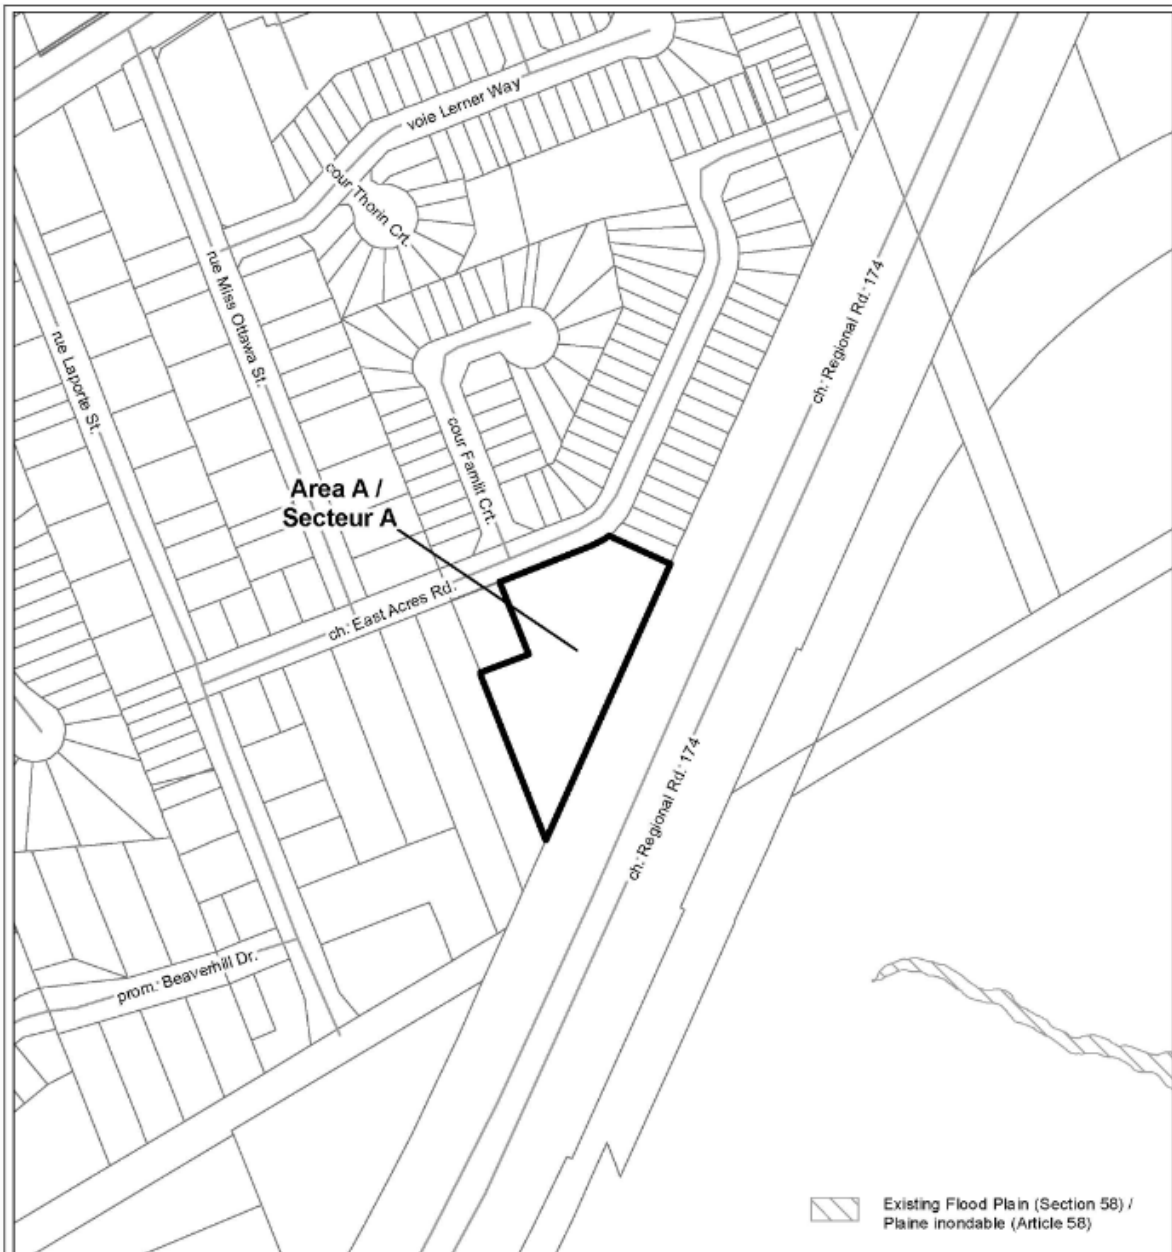 voie Lerner Way
cour Thorin Crt.
rue Miss Ottawa St.
ch. Regional Rd. 174
rue Laporte St.
cour Famlit Crt.
Area A /
Secteur A
ch. East Acres Rd.
ch. Regional Rd. 174
prom. Beaverhill Dr.
Existing Flood Plain (Section 58) /
Plaine inondable (Article 58)